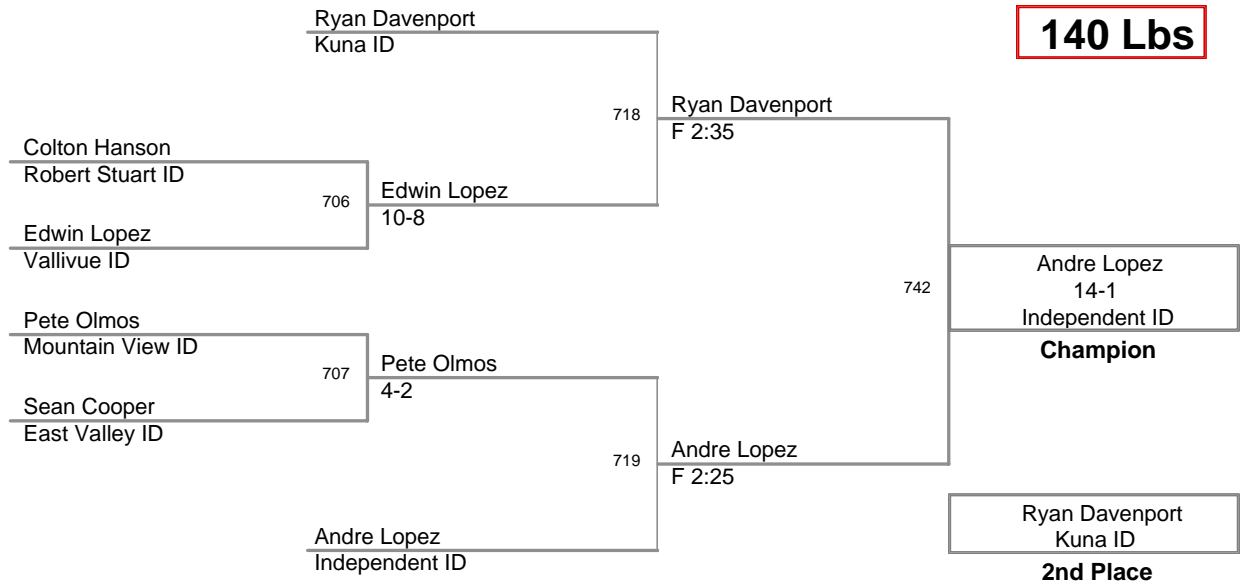 Ryan Davenport
Kuna ID
140 Lbs
718
Ryan Davenport
F 2:35
Colton Hanson
Robert Stuart ID
706
Edwin Lopez
10-8
Edwin Lopez
Vallivue ID
742
Andre Lopez
14-1
Independent ID
Champion
Pete Olmos
Mountain View ID
707
Pete Olmos
4-2
Sean Cooper
East Valley ID
719
Andre Lopez
F 2:25
Andre Lopez
Independent ID
Ryan Davenport
Kuna ID
2nd Place